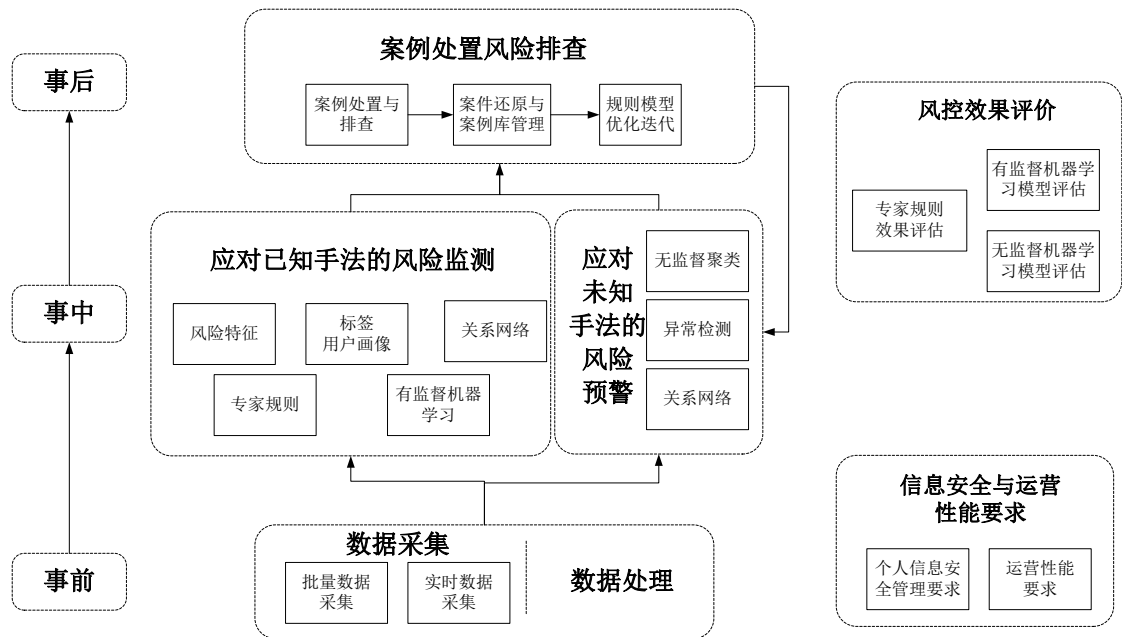 事后
事中
事前
案例处置风险排查
案例处置与
排查
案件还原与
案例库管理
规则模型
优化迭代
应对已知手法的风险监测
风险特征
标签
用户画像
关系网络
专家规则
有监督机器
学习
应对
未知
手法的
风险
预警
无监督聚类
异常检测
关系网络
数据采集
批量数据
采集
实时数据
采集
数据处理
风控效果评价
专家规则
效果评估
有监督机器学
习模型评估
无监督机器学
习模型评估
信息安全与运营
性能要求
个人信息安
全管理要求
运营性能
要求